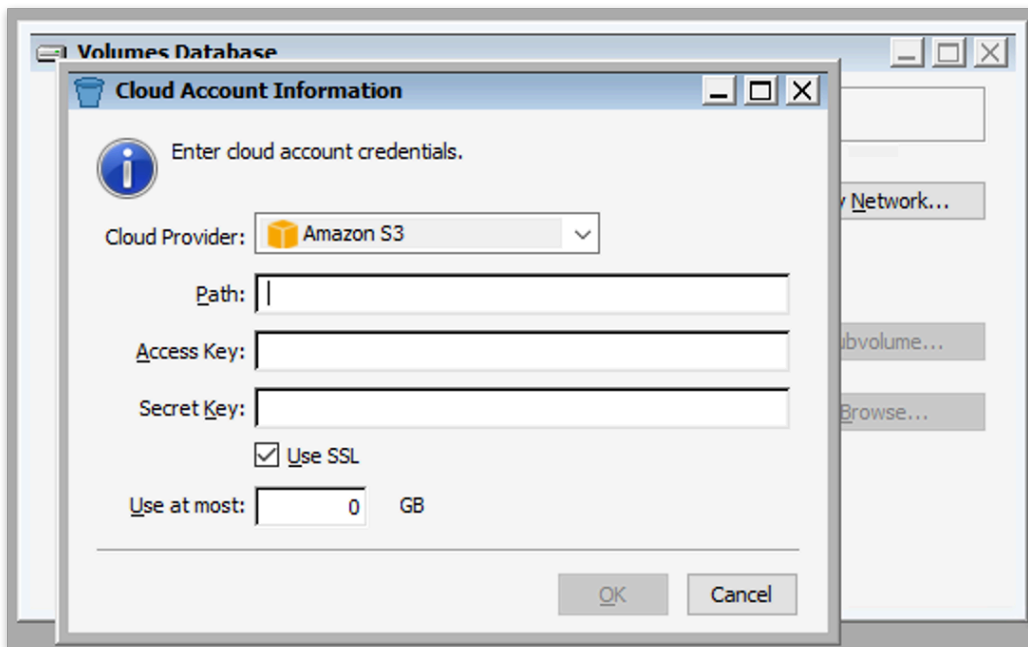 Volumes Database
Cloud Account Information
Enter cloud account credentials.
Cloud Provider: Amazon S3
Path:
Access Key:
Secret Key:
Use SSL
Use at most: 0 GB
OK Cancel
Network...
Browse...